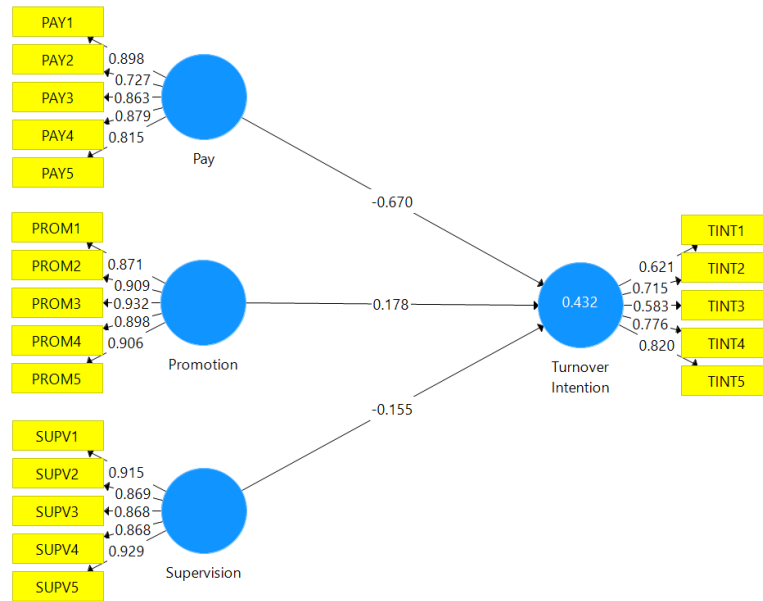 PAY1
PAY2
PAY3
PAY4
PAY5
0.898
0.727
0.863
0.879
0.815
Pay
-0.670
PROM1
PROM2
PROM3
PROM4
PROM5
0.871
0.909
0.932
0.898
0.906
Promotion
0.178
SUPV1
SUPV2
SUPV3
SUPV4
SUPV5
0.915
0.869
0.868
0.868
0.929
Supervision
-0.155
0.432
Turnover
Intention
0.621
0.715
0.583
0.776
0.820
TINT1
TINT2
TINT3
TINT4
TINT5